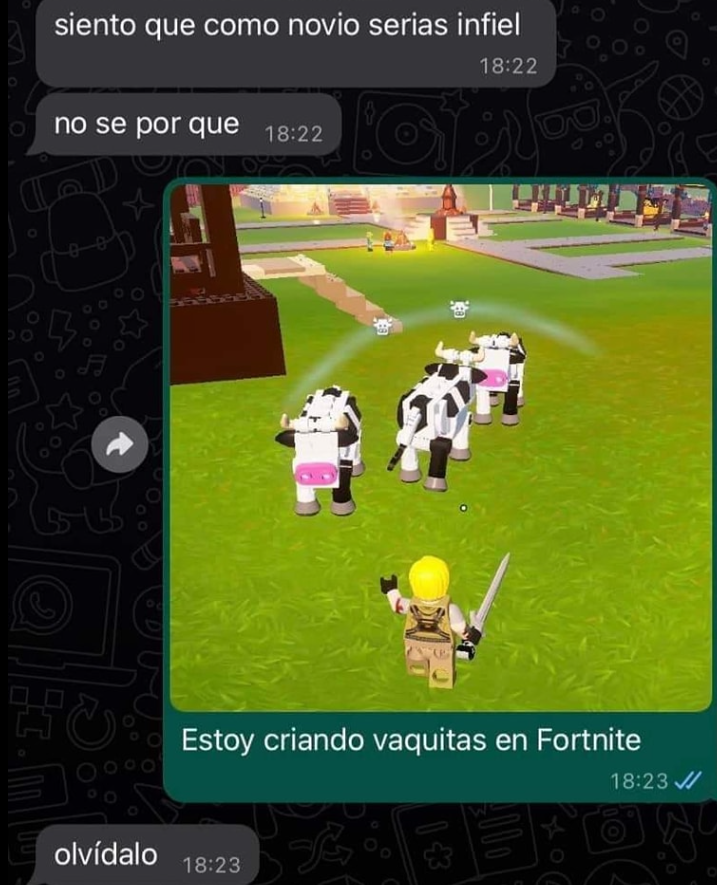 siento que como novio serias infiel
18:22
no se por que 18:22
Estoy criando vaquitas en Fortnite
18:23
olvídalo 18:23